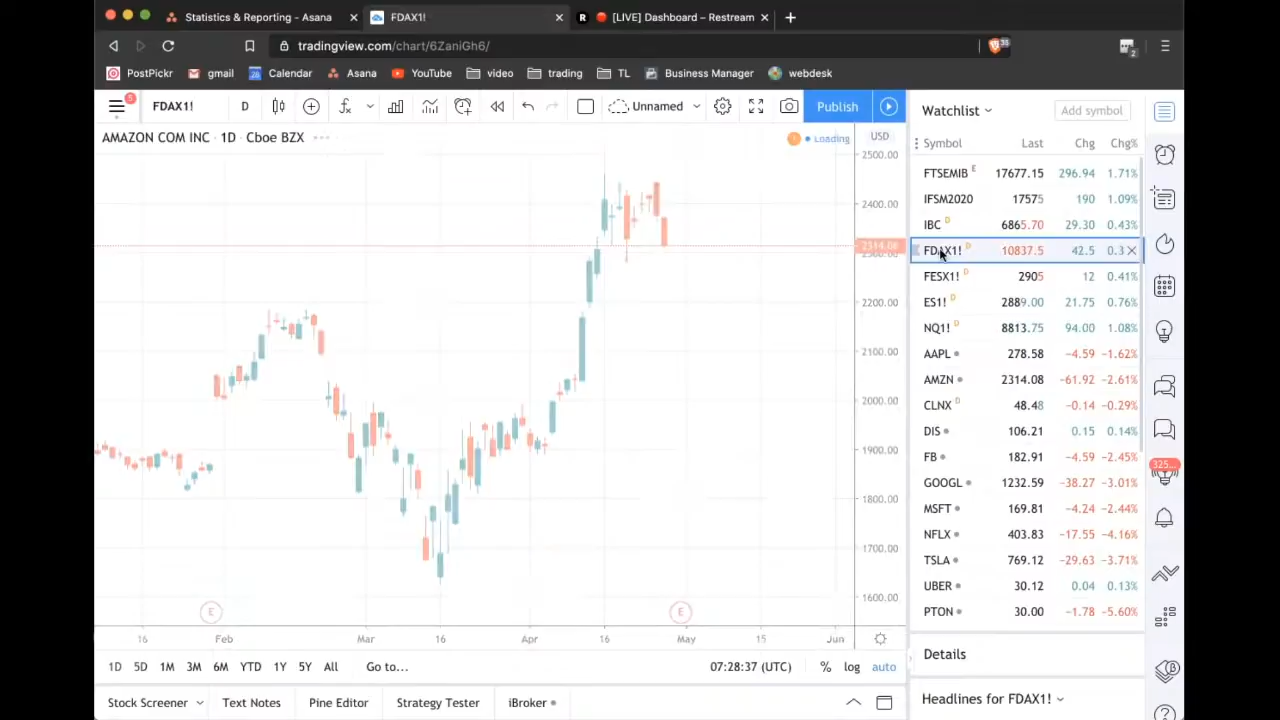 Statistics & Reporting - Asana
FDAX1!
R [LIVE] Dashboard – Restream
tradingview.com/chart/6ZaniGh6/
PostPickr gmail Calendar Asana YouTube video trading TL Business Manager webdesk
FDAX1! D Unnamed Publish
AMAZON COM INC · 1D · Cboe BZX
Loading
USD
2500.00
2400.00
2314.08
2300.00
2200.00
2100.00
2000.00
1900.00
1800.00
1700.00
1600.00
E E
16 Feb Mar 16 Apr 16 May 15 Jun
1D 5D 1M 3M 6M YTD 1Y 5Y All Go to... 07:28:37 (UTC) % log auto
Stock Screener Text Notes Pine Editor Strategy Tester iBroker
Watchlist Add symbol
Symbol Last Chg Chg%
FTSEMIB E 17677.15 296.94 1.71%
IFSM2020 17575 190 1.09%
IBC D 6865.70 29.30 0.43%
FDAX1! D 10837.5 42.5 0.3
FESX1! D 2905 12 0.41%
ES1! D 2889.00 21.75 0.76%
NQ1! D 8813.75 94.00 1.08%
AAPL 278.58 −4.59 −1.62%
AMZN 2314.08 −61.92 −2.61%
CLNX D 48.48 −0.14 −0.29%
DIS 106.21 0.15 0.14%
FB 182.91 −4.59 −2.45%
GOOGL 1232.59 −38.27 −3.01%
MSFT 169.81 −4.24 −2.44%
NFLX 403.83 −17.55 −4.16%
TSLA 769.12 −29.63 −3.71%
UBER 30.12 0.04 0.13%
PTON 30.00 −1.78 −5.60%
Details
Headlines for FDAX1!
325...